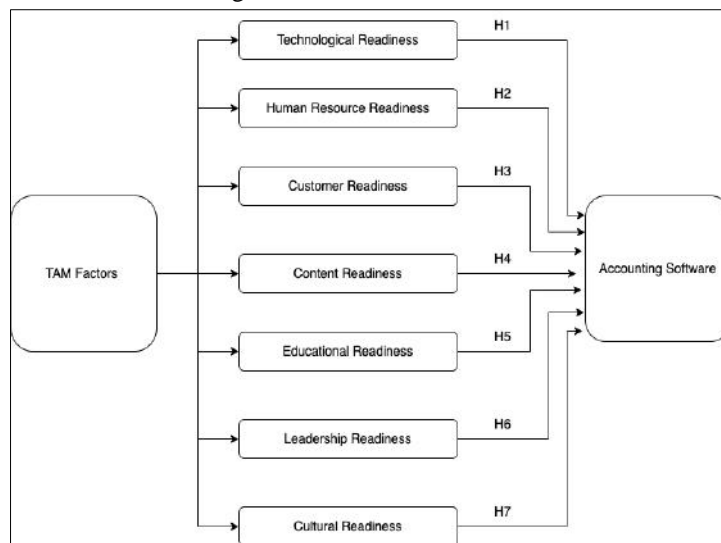 Technological Readiness
H1
Human Resource Readiness
H2
Customer Readiness
H3
TAM Factors
Content Readiness
H4
Accounting Software
Educational Readiness
H5
Leadership Readiness
H6
Cultural Readiness
H7